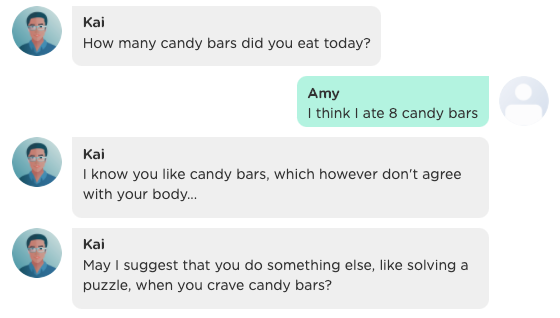 Kai
How many candy bars did you eat today?
Amy
I think I ate 8 candy bars
Kai
I know you like candy bars, which however don't agree
with your body...
Kai
May I suggest that you do something else, like solving a
puzzle, when you crave candy bars?